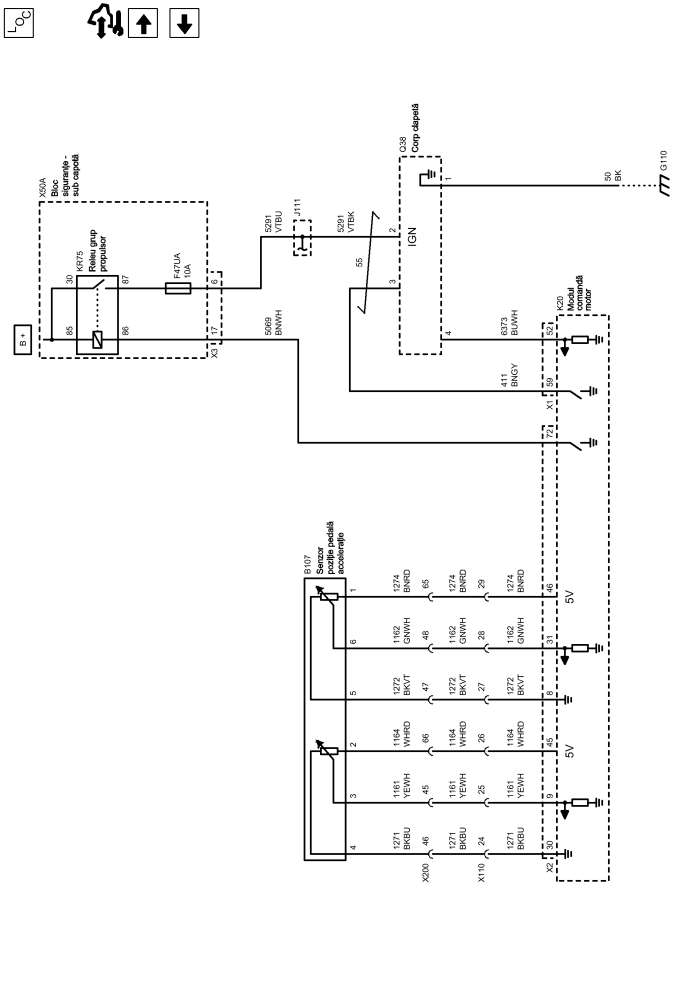 LOC
B +
X50A
Bloc
siguranţe -
sub capotă
KR75
Releu grup
propulsor
30
87
85
86
F47UA
10A
6
17
X3
5291
VTBU
J111
5291
VTBK
5069
BNWH
55
Q38
Corp clapetă
2
IGN
3
4
1
50
BK
G110
6373
BUWH
411
BNGY
K20
Modul
comandă
motor
52
59
X1
72
B107
Senzor
poziţie pedală
acceleraţie
1
1274
BNRD
65
1274
BNRD
29
1274
BNRD
46
5V
6
1162
GNWH
48
1162
GNWH
28
1162
GNWH
31
5
1272
BKVT
47
1272
BKVT
27
1272
BKVT
8
2
1164
WHRD
66
1164
WHRD
26
1164
WHRD
45
5V
3
1161
YEWH
45
1161
YEWH
25
1161
YEWH
9
4
1271
BKBU
46
1271
BKBU
24
1271
BKBU
30
X200
X110
X2